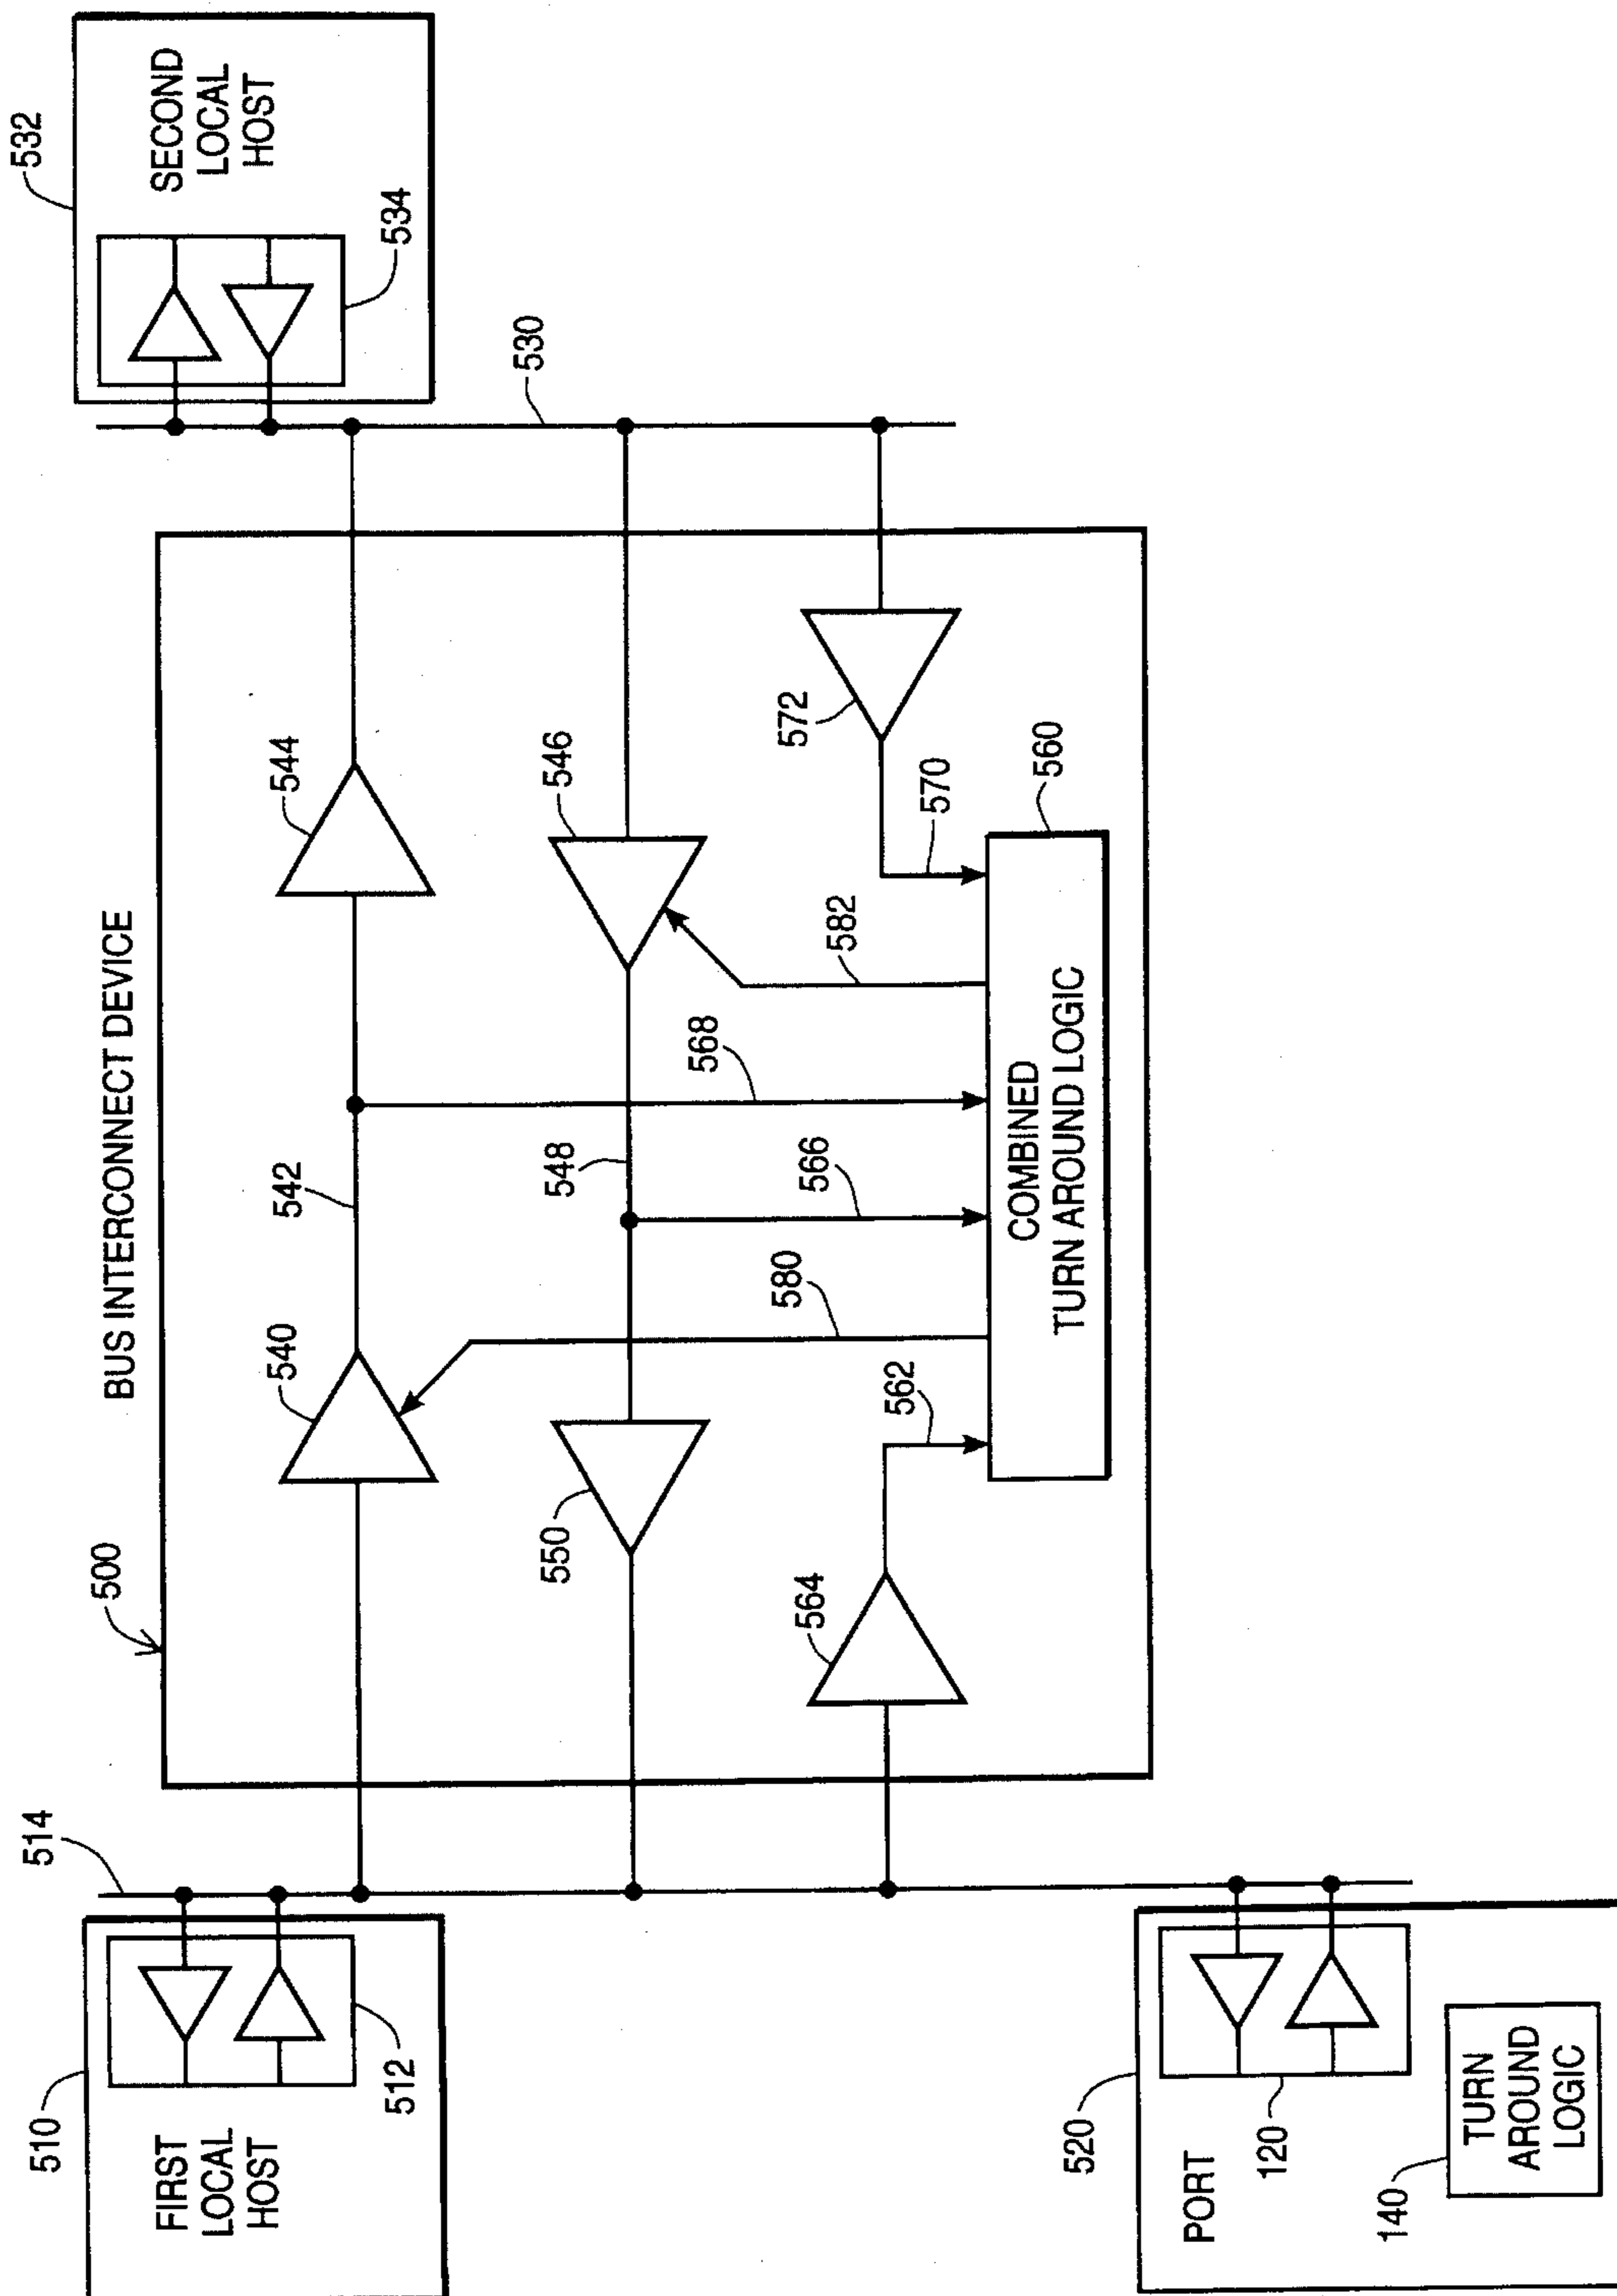 BUS INTERCONNECT DEVICE
500
510
FIRST
LOCAL
HOST
512
514
540
542
544
532
SECOND
LOCAL
HOST
534
530
550
548
546
564
562
580
566
568
582
570
572
560
COMBINED
TURN AROUND LOGIC
520
PORT
120
140
TURN
AROUND
LOGIC